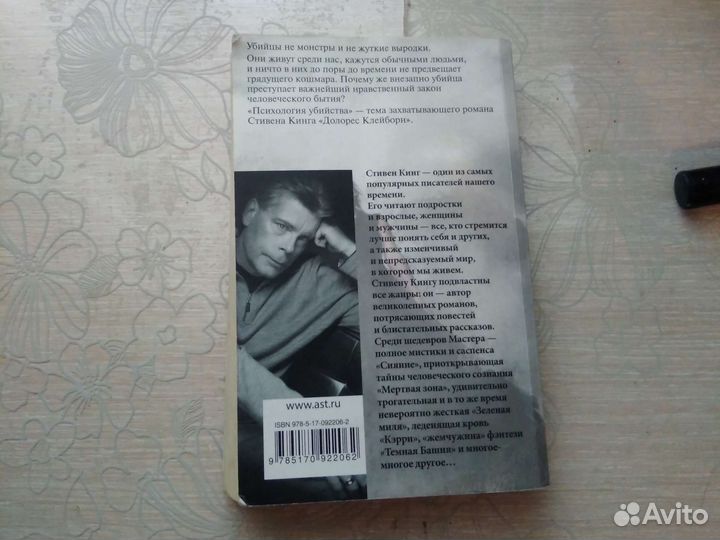 Убийцы не монстры и не жуткие выродки.
Они живут среди нас, кажутся обычными людьми,
и ничто в них до поры до времени не предвещает
грядущего кошмара. Почему же внезапно убийца
преступает важнейший нравственный закон
человеческого бытия?
«Психология убийства» — тема захватывающего романа
Стивена Кинга «Долорес Клейборн».
Стивен Кинг — один из самых
популярных писателей нашего
времени.
Его читают подростки
и взрослые, женщины
и мужчины — все, кто стремится
лучше понять себя и других,
а также изменчивый
и непредсказуемый мир,
в котором мы живем.
Стивену Кингу подвластны
все жанры: он — автор
великолепных романов,
потрясающих повестей
и блистательных рассказов.
Среди шедевров Мастера —
полное мистики и саспенса
«Сияние», приоткрывающая
тайны человеческого сознания
«Мертвая зона», удивительно
трогательная и в то же время
невероятно жесткая «Зеленая
миля», леденящая кровь
«Кэрри», «жемчужина» фэнтези
«Темная Башня» и многое-
многое другое…
www.ast.ru
ISBN 978-5-17-092206-2
9 785170 922062
Avito